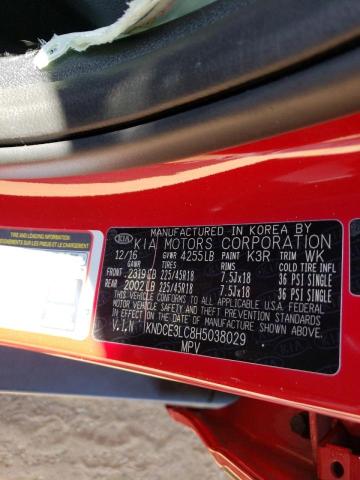 TIRE AND LOADING INFORMATION
MANUFACTURED IN KOREA BY
KIA KIA MOTORS CORPORATION
12/16 GVWR 4255LB PAINT K3R TRIM WK
GAWR TIRES RIMS COLD TIRE INFL
FRONT 2319LB 225/45R18 7.5Jx18 36 PSI SINGLE
REAR 2002LB 225/45R18 7.5Jx18 36 PSI SINGLE
THIS VEHICLE CONFORMS TO ALL APPLICABLE U.S.A. FEDERAL
MOTOR VEHICLE SAFETY, BUMPER, AND THEFT PREVENTION STANDARDS
IN EFFECT ON THE DATE OF MANUFACTURE SHOWN ABOVE.
V.I.N : KNDCE3LC8H5038029
MPV